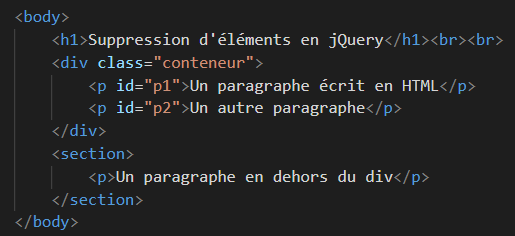 <body>
<h1>Suppression d'éléments en jQuery</h1><br><br>
<div class="conteneur">
<p id="p1">Un paragraphe écrit en HTML</p>
<p id="p2">Un autre paragraphe</p>
</div>
<section>
<p>Un paragraphe en dehors du div</p>
</section>
</body>